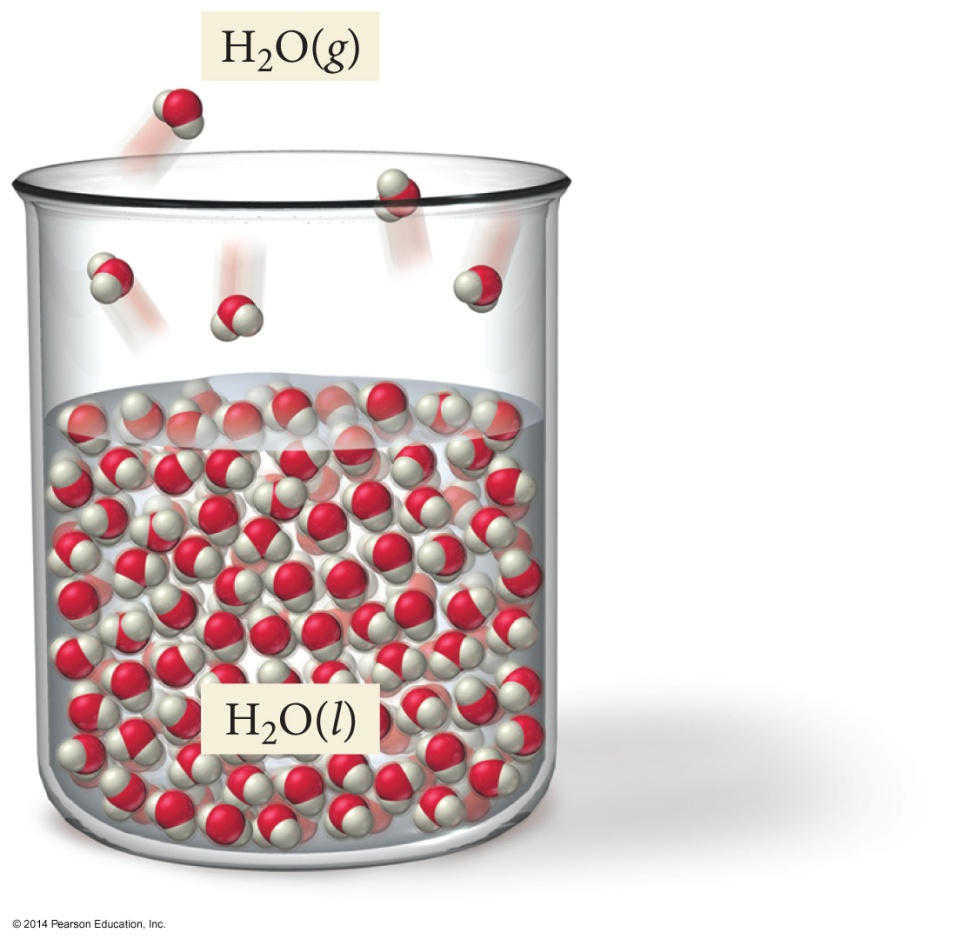 H₂O(g)
H₂O(l)
© 2014 Pearson Education, Inc.